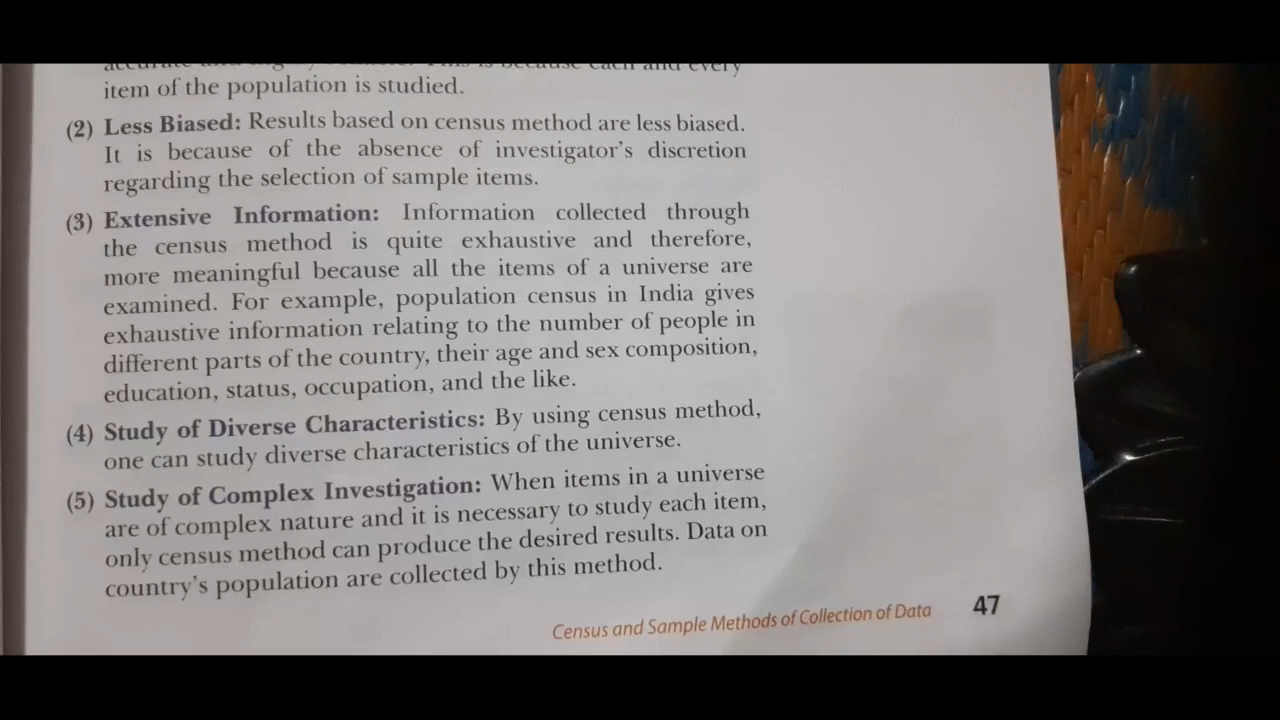 item of the population is studied.
(2) Less Biased: Results based on census method are less biased.
It is because of the absence of investigator's discretion
regarding the selection of sample items.
(3) Extensive Information: Information collected through
the census method is quite exhaustive and therefore,
more meaningful because all the items of a universe are
examined. For example, population census in India gives
exhaustive information relating to the number of people in
different parts of the country, their age and sex composition,
education, status, occupation, and the like.
(4) Study of Diverse Characteristics: By using census method,
one can study diverse characteristics of the universe.
(5) Study of Complex Investigation: When items in a universe
are of complex nature and it is necessary to study each item,
only census method can produce the desired results. Data on
country's population are collected by this method.
Census and Sample Methods of Collection of Data 47